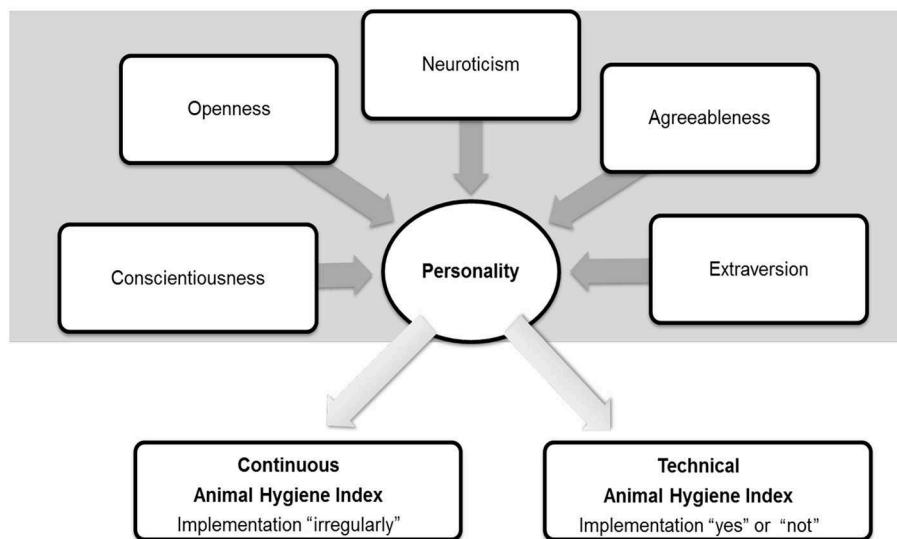 Neuroticism
Openness
Agreeableness
Conscientiousness
Personality
Extraversion
Continuous
Animal Hygiene Index
Implementation “irregularly”
Technical
Animal Hygiene Index
Implementation “yes” or “not”